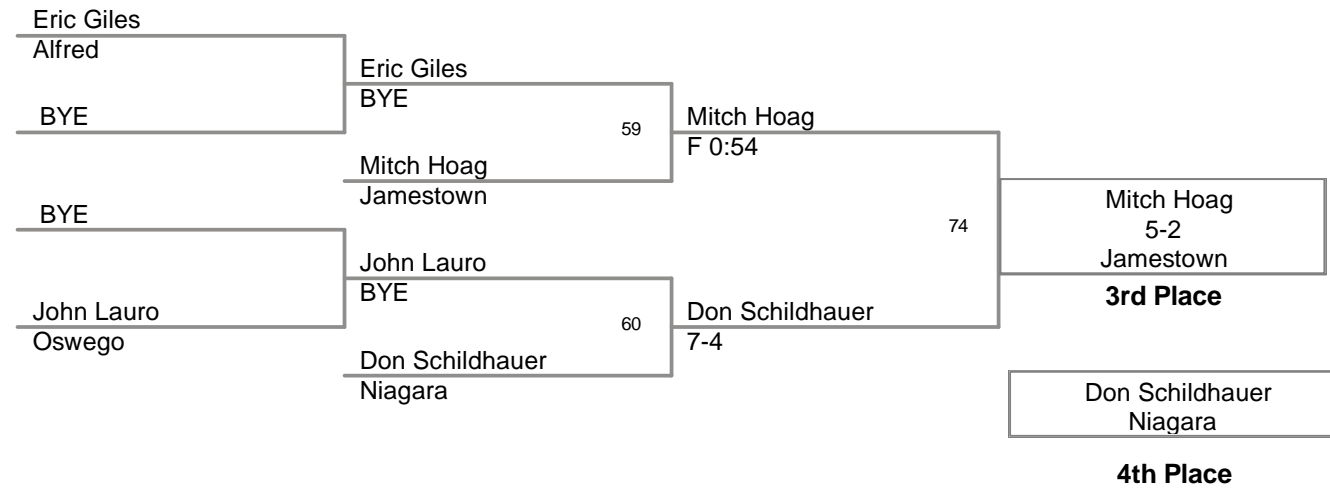 Eric Giles
Alfred
BYE
BYE
John Lauro
Oswego
Eric Giles
BYE
59
Mitch Hoag
Jamestown
John Lauro
BYE
60
Don Schildhauer
Niagara
Mitch Hoag
F 0:54
74
Don Schildhauer
7-4
Mitch Hoag
5-2
Jamestown
3rd Place
Don Schildhauer
Niagara
4th Place